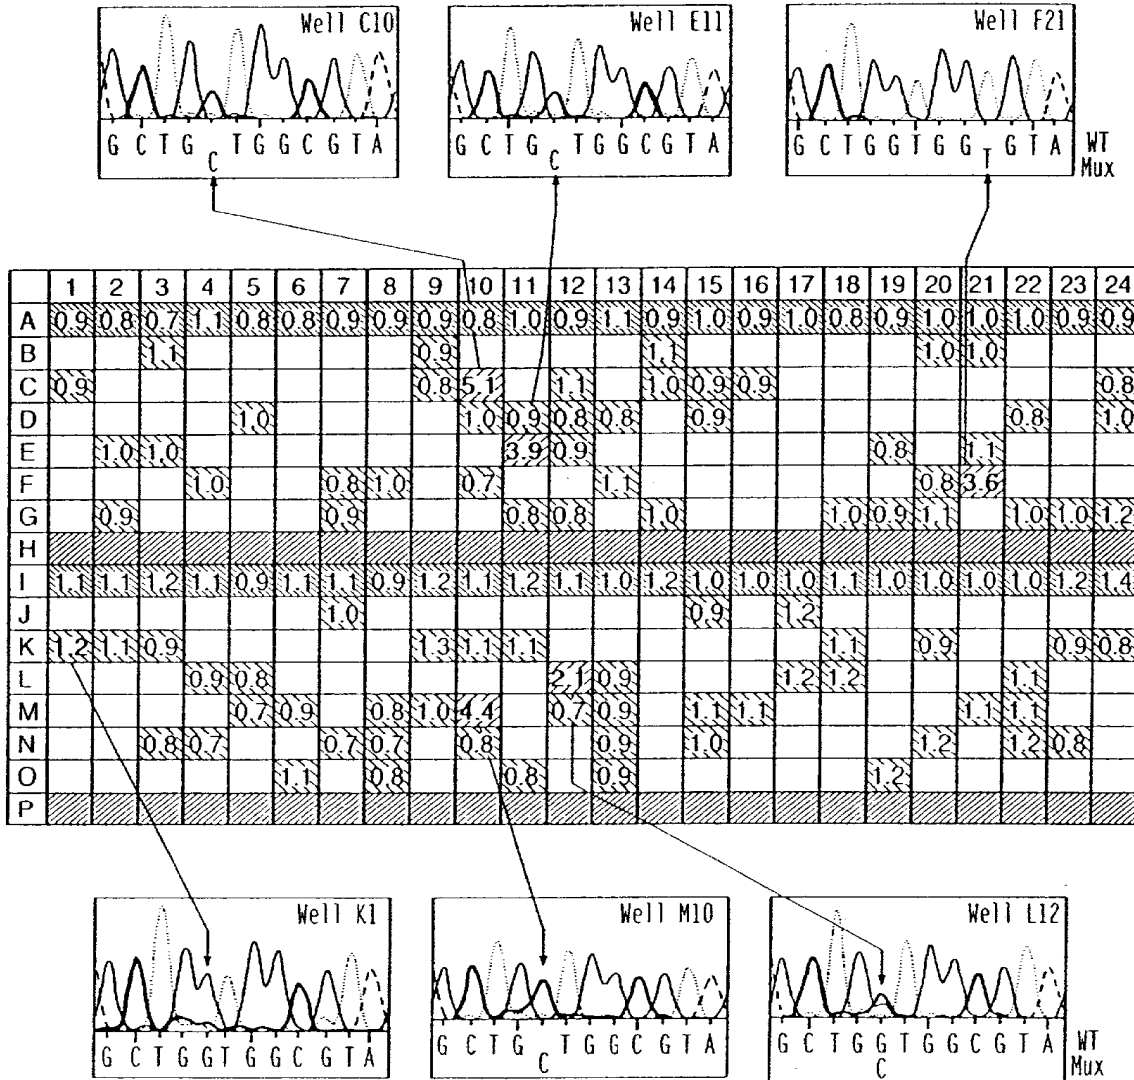 Well C10
Well E11
Well F21
G C T G C T G G C G T A
G C T G C T G G C G T A
G C T G G T G G T G T A
WT
Mux
1 2 3 4 5 6 7 8 9 10 11 12 13 14 15 16 17 18 19 20 21 22 23 24
A 0.9 0.8 0.7 1.1 0.8 0.8 0.9 0.9 0.9 0.8 1.0 0.9 1.1 0.9 1.0 0.9 1.0 0.8 0.9 1.0 1.0 1.0 0.9 0.9
B 1.1 0.9 1.1 1.0 1.0
C 0.9 0.8 5.1 1.1 1.0 0.9 0.9 0.8
D 1.0 1.0 0.9 0.8 0.8 0.9 0.8 1.0
E 1.0 1.0 3.9 0.9 0.8 1.1
F 1.0 0.8 1.0 0.7 1.1 0.8 3.6
G 0.9 0.9 0.8 0.8 1.0 1.0 0.9 1.1 1.0 1.0 1.2
H
I 1.1 1.1 1.2 1.1 0.9 1.1 1.1 0.9 1.2 1.1 1.2 1.1 1.0 1.2 1.0 1.0 1.0 1.1 1.0 1.0 1.0 1.0 1.2 1.4
J 1.0 0.9 1.2
K 1.2 1.1 0.9 1.3 1.1 1.1 1.1 0.9 0.9 0.8
L 0.9 0.8 2.1 0.9 1.2 1.2 1.1
M 0.7 0.9 0.8 1.0 4.4 0.7 0.9 1.1 1.1 1.1 1.1
N 0.8 0.7 0.7 0.7 0.8 0.9 1.0 1.2 1.2 0.8
O 1.1 0.8 0.8 0.9 1.2
P
Well K1
Well M10
Well L12
G C T G G T G G C G T A
G C T G C T G G C G T A
G C T G G T G G C G T A
C
WT
Mux